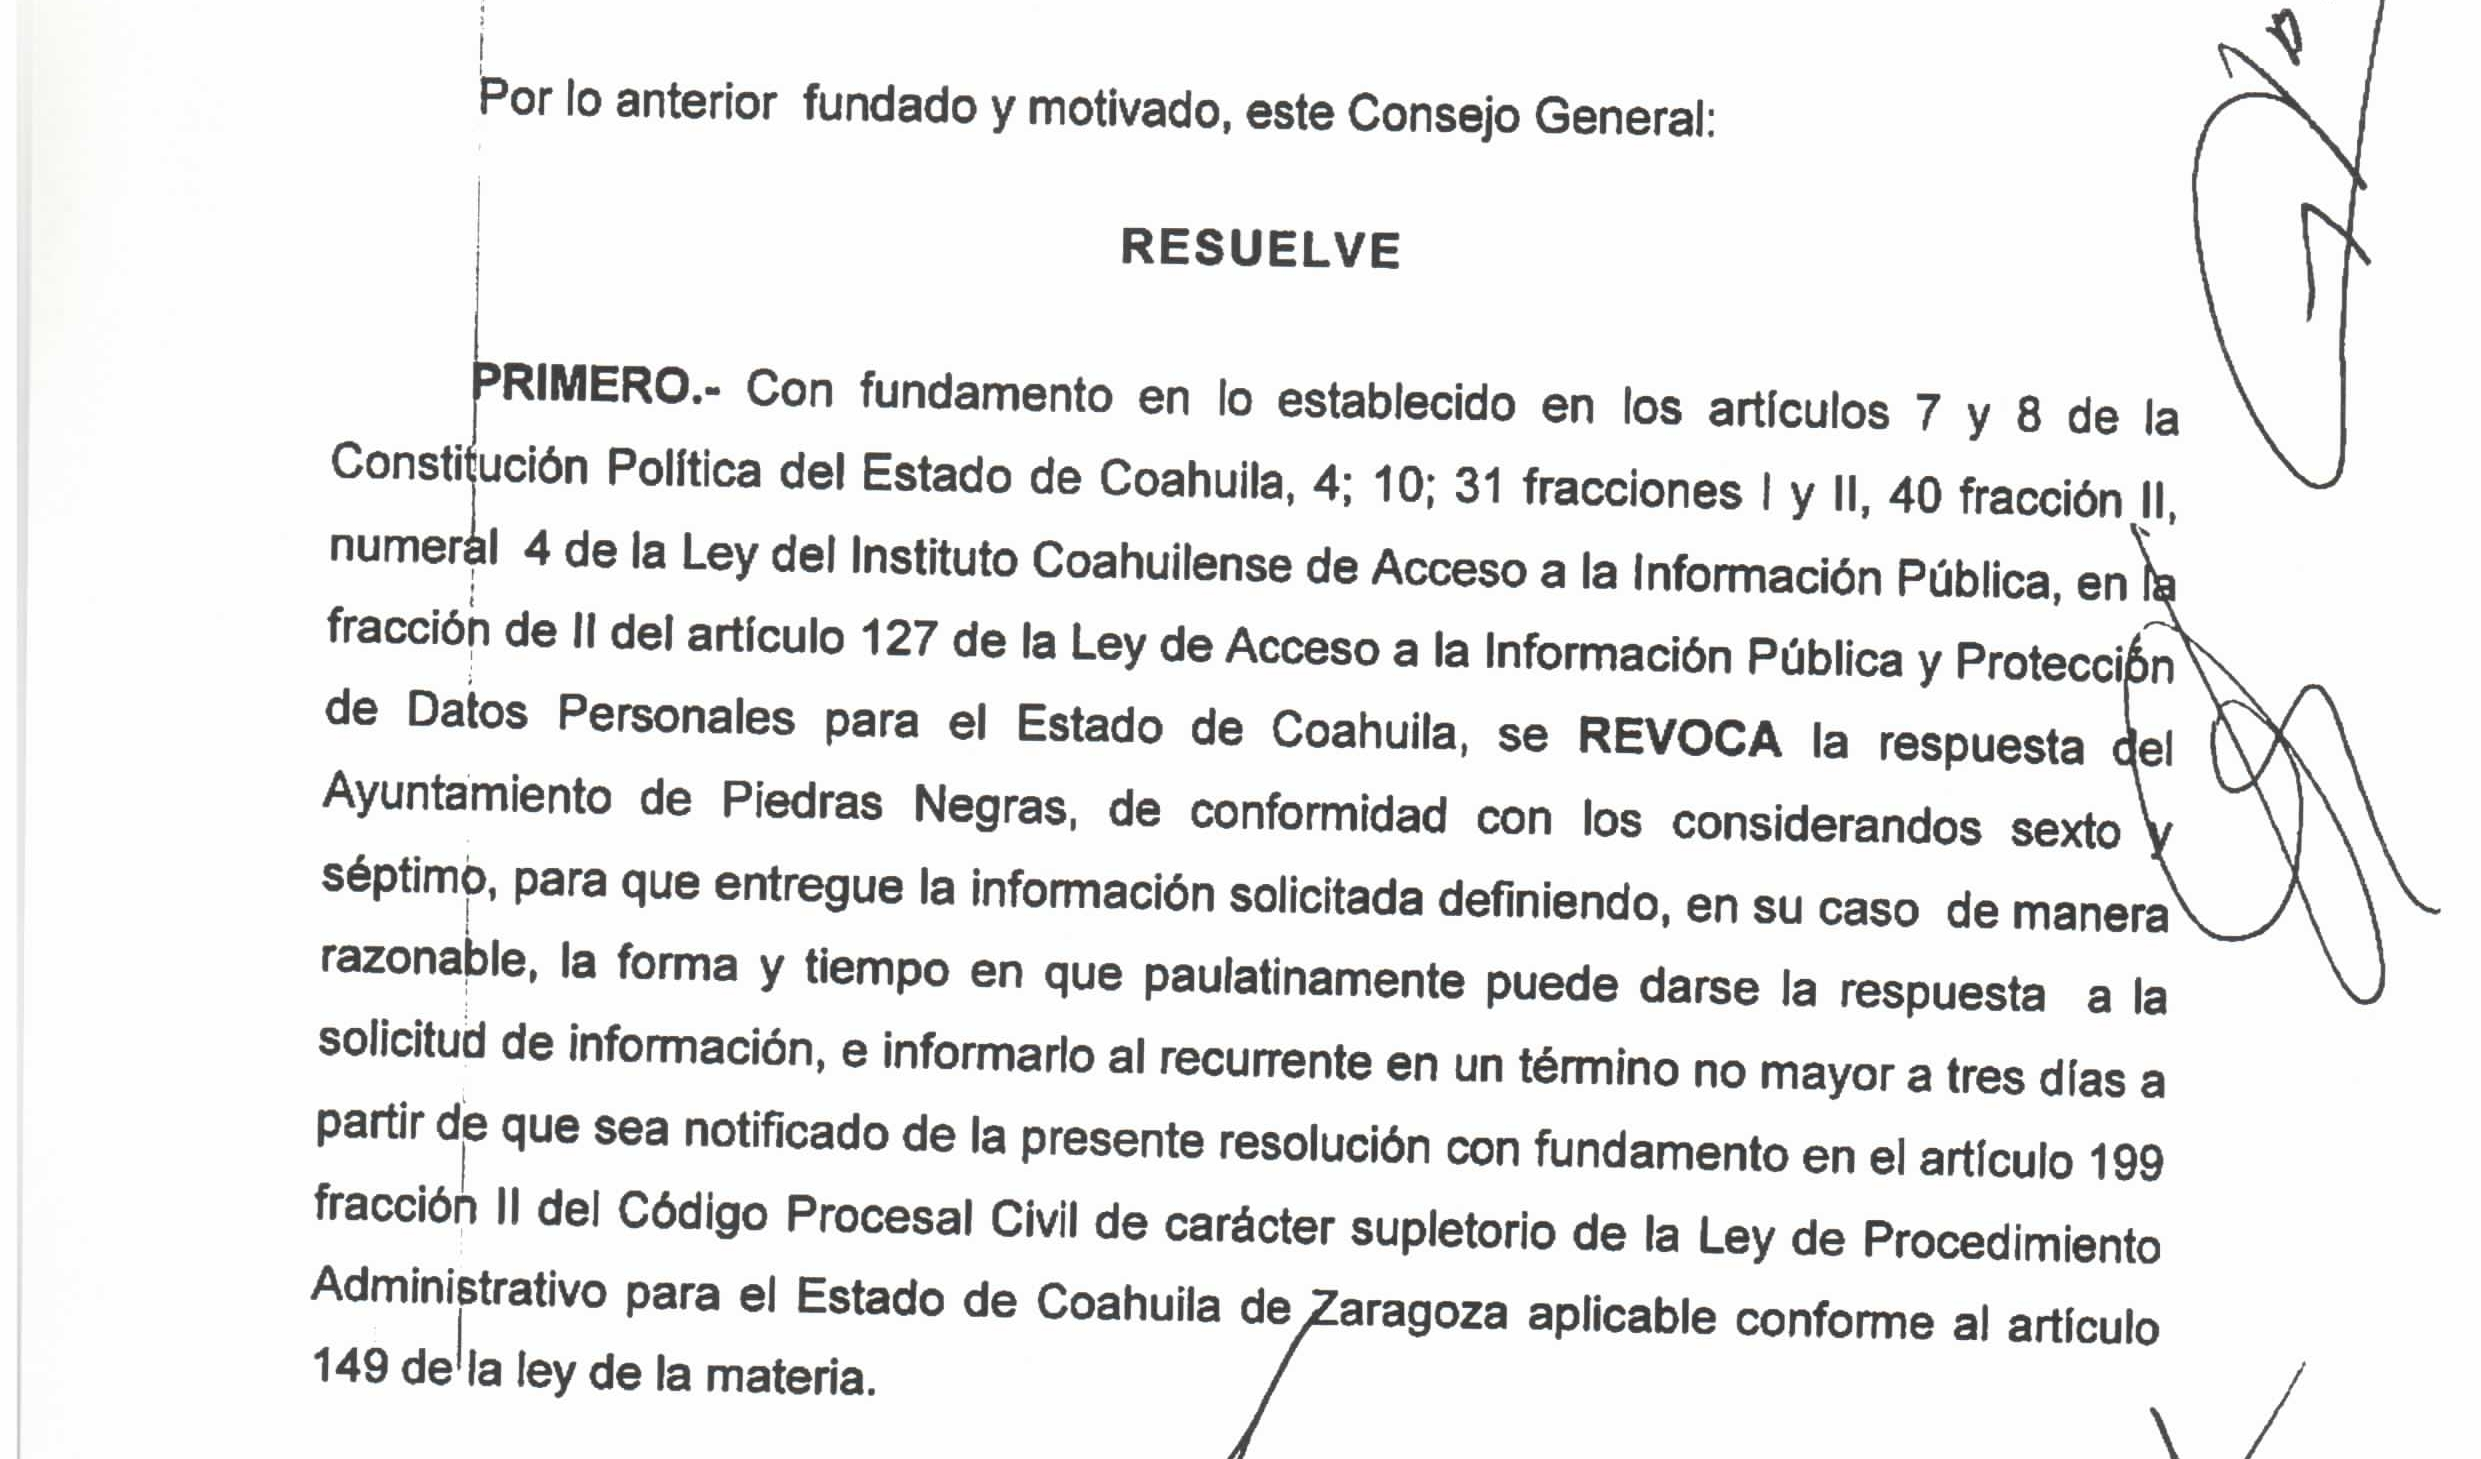 Por lo anterior fundado y motivado, este Consejo General:
RESUELVE
PRIMERO.- Con fundamento en lo establecido en los artículos 7 y 8 de la
Constitución Política del Estado de Coahuila, 4; 10; 31 fracciones I y II, 40 fracción II,
numeral 4 de la Ley del Instituto Coahuilense de Acceso a la Información Pública, en la
fracción de II del artículo 127 de la Ley de Acceso a la Información Pública y Protección
de Datos Personales para el Estado de Coahuila, se REVOCA la respuesta del
Ayuntamiento de Piedras Negras, de conformidad con los considerandos sexto y
séptimo, para que entregue la información solicitada definiendo, en su caso de manera
razonable, la forma y tiempo en que paulatinamente puede darse la respuesta a la
solicitud de información, e informarlo al recurrente en un término no mayor a tres días a
partir de que sea notificado de la presente resolución con fundamento en el artículo 199
fracción II del Código Procesal Civil de carácter supletorio de la Ley de Procedimiento
Administrativo para el Estado de Coahuila de Zaragoza aplicable conforme al artículo
149 de la ley de la materia.